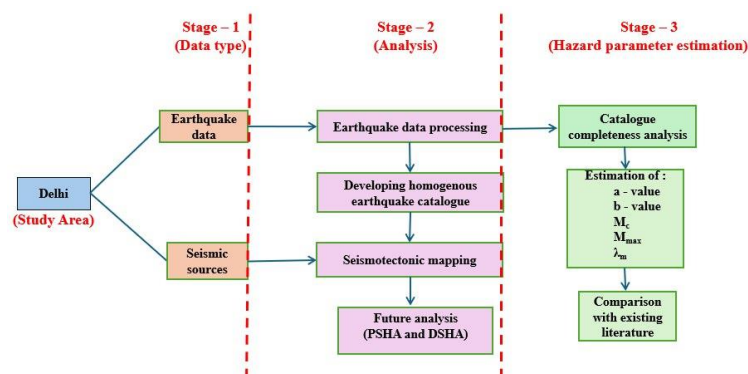 Stage – 1
(Data type)
Stage – 2
(Analysis)
Stage – 3
(Hazard parameter estimation)
Delhi
(Study Area)
Earthquake
data
Seismic
sources
Earthquake data processing
Developing homogenous
earthquake catalogue
Seismotectonic mapping
Future analysis
(PSHA and DSHA)
Catalogue
completeness analysis
Estimation of :
a - value
b - value
Mc
Mmax
λm
Comparison
with existing
literature